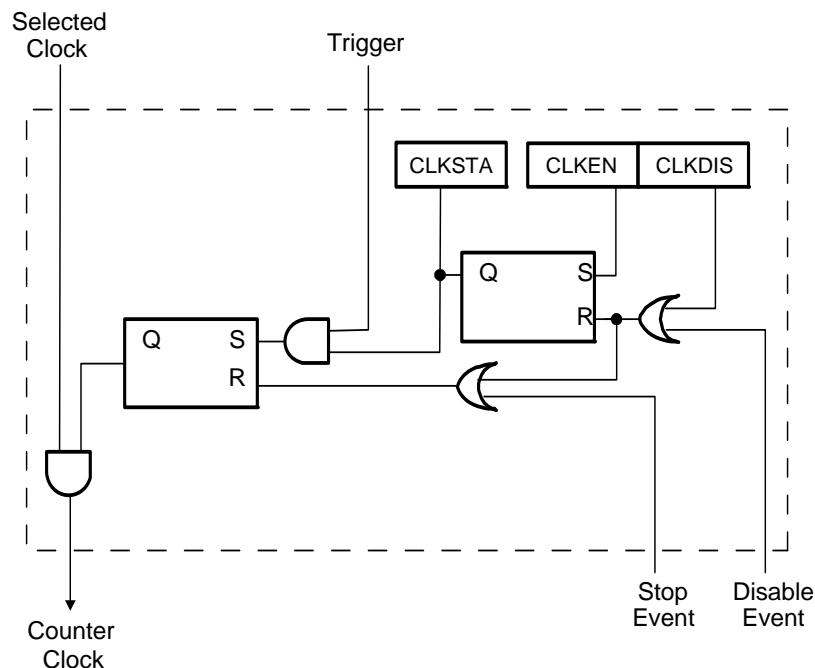 Selected
Clock
Trigger
CLKSTA
CLKEN
CLKDIS
Q
S
R
Q
S
R
Stop
Event
Disable
Event
Counter
Clock